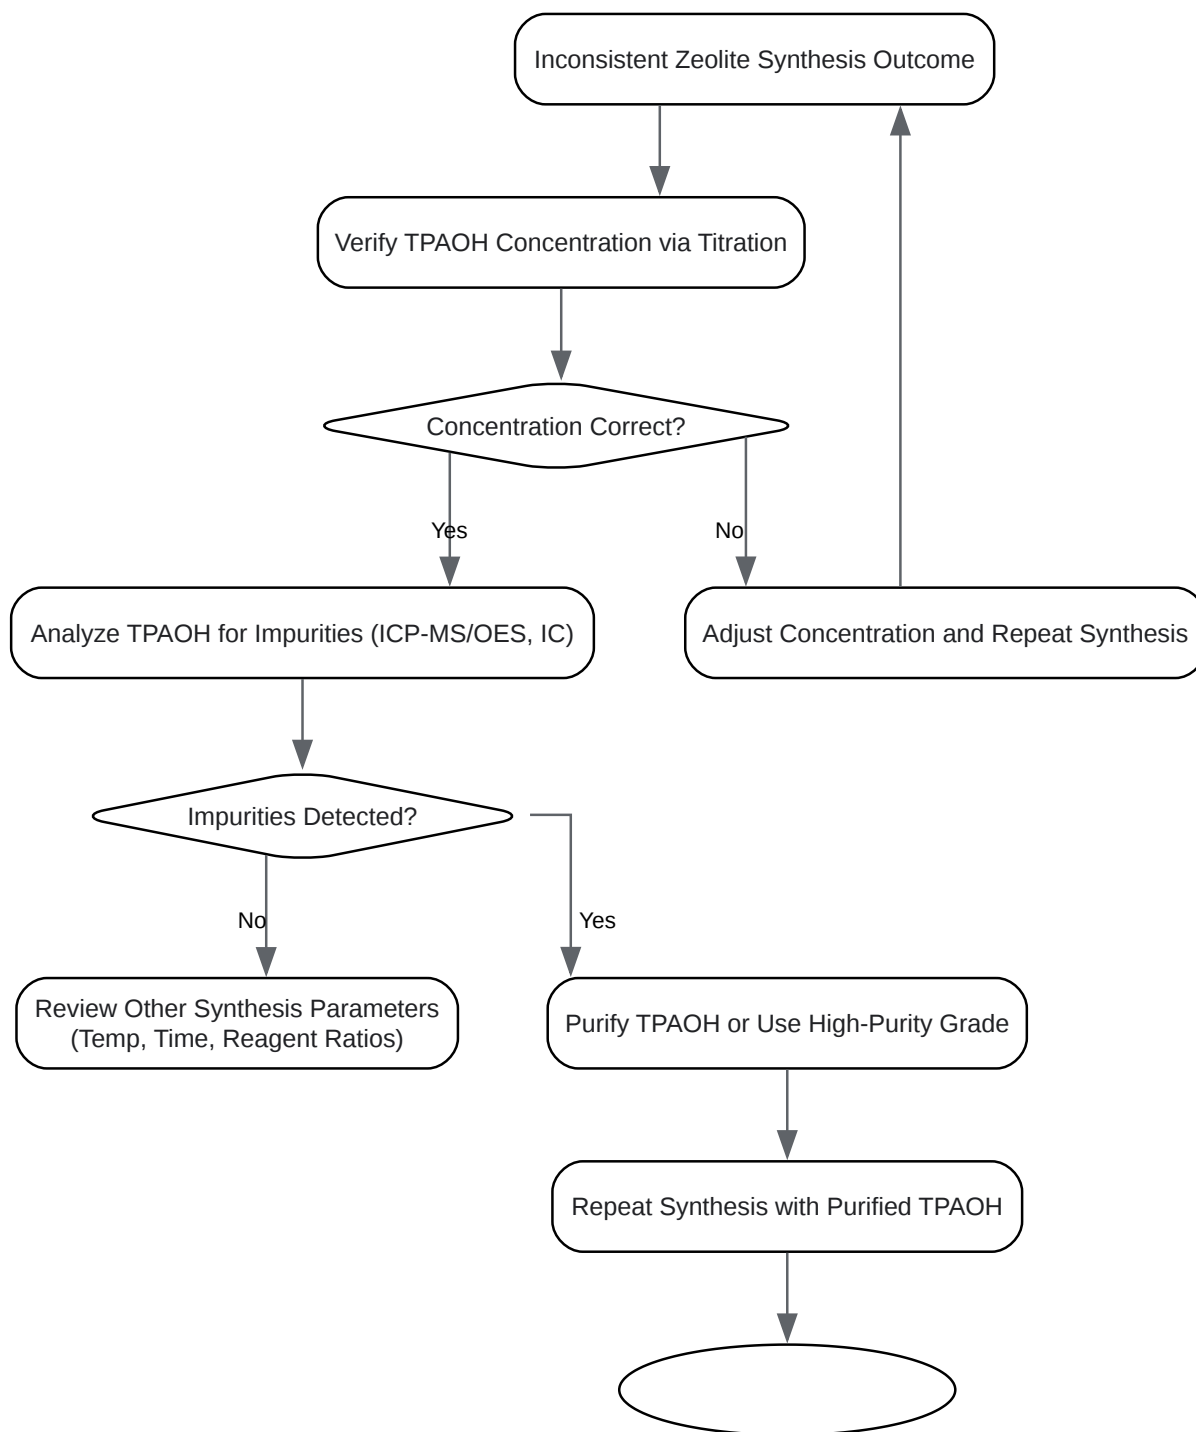 Inconsistent Zeolite Synthesis Outcome
Verify TPAOH Concentration via Titration
Concentration Correct?
Yes
No
Analyze TPAOH for Impurities (ICP-MS/OES, IC)
Adjust Concentration and Repeat Synthesis
Impurities Detected?
No
Yes
Review Other Synthesis Parameters
(Temp, Time, Reagent Ratios)
Purify TPAOH or Use High-Purity Grade
Repeat Synthesis with Purified TPAOH